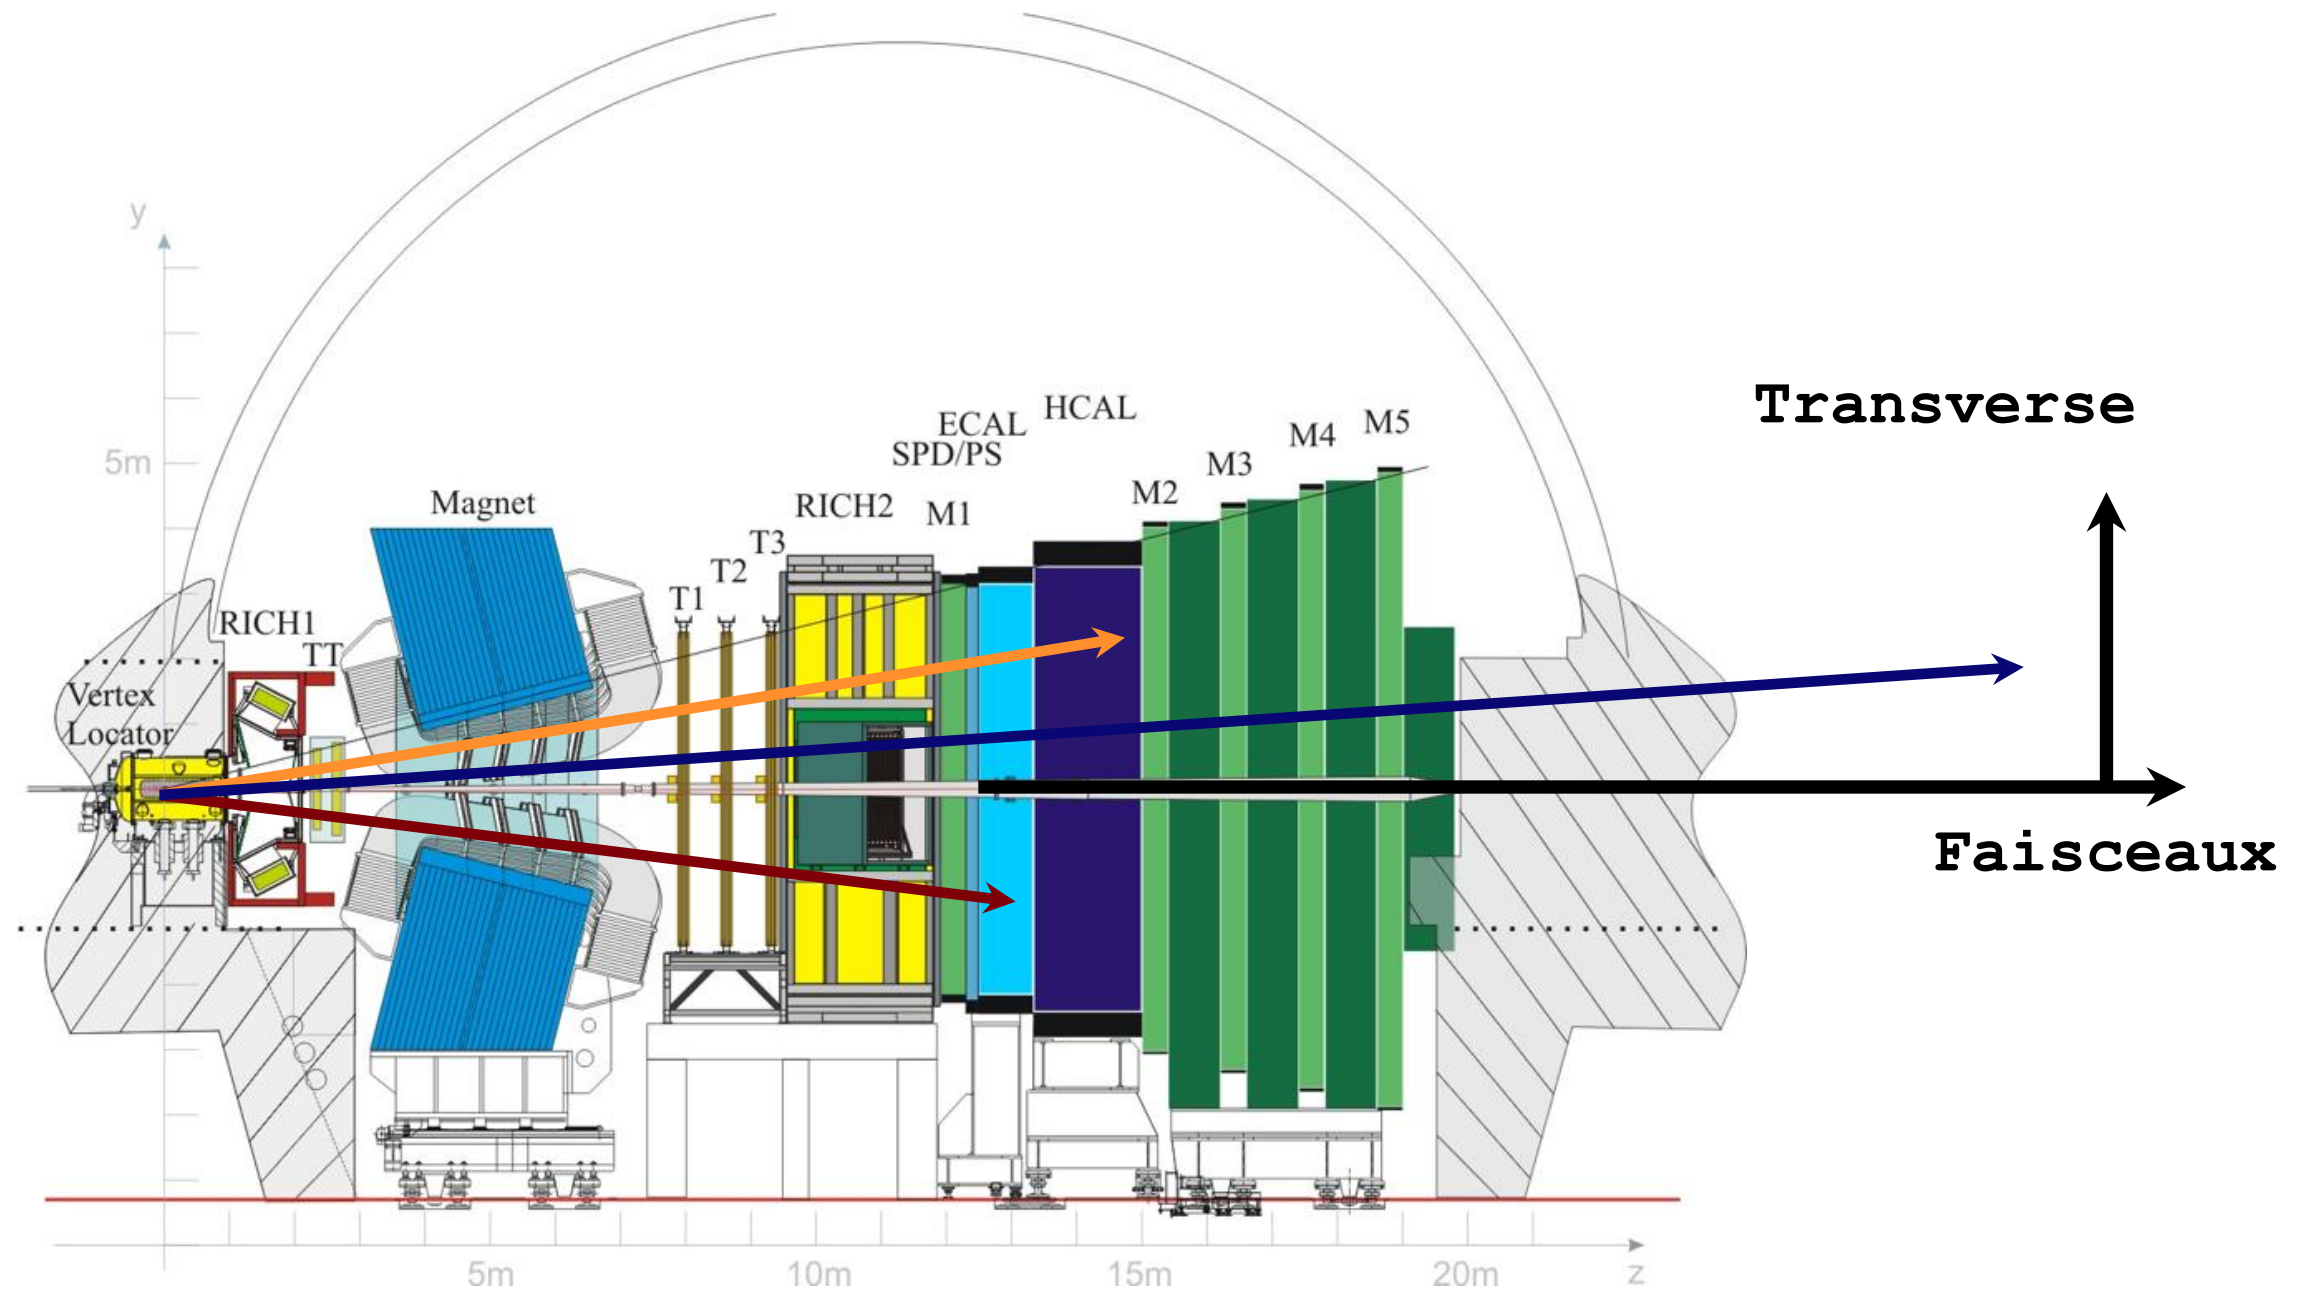 y
5m
Vertex
Locator
RICH1
TT
Magnet
T1
T2
T3
RICH2
M1
SPD/PS
ECAL
HCAL
M2
M3
M4
M5
Transverse
Faisceaux
5m
10m
15m
20m
z